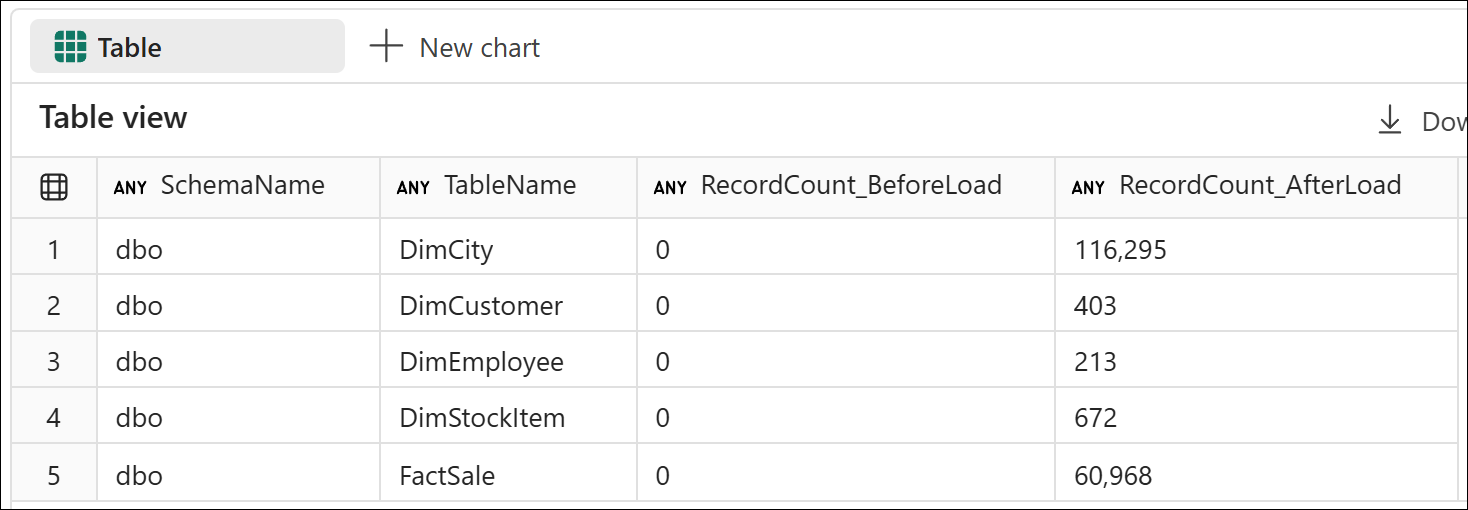 Table New chart
Table view
ANY SchemaName ANY TableName ANY RecordCount_BeforeLoad ANY RecordCount_AfterLoad
1 dbo DimCity 0 116,295
2 dbo DimCustomer 0 403
3 dbo DimEmployee 0 213
4 dbo DimStockItem 0 672
5 dbo FactSale 0 60,968